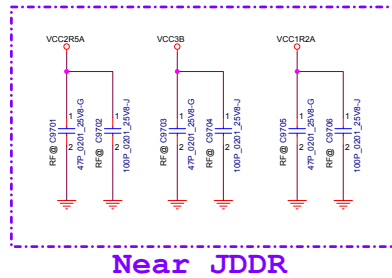 VCC2R5A
VCC3B
VCC1R2A
1
2
RF@ C9701
47P_0201_25V8-G
1
2
RF@ C9702
100P_0201_25V8-J
1
2
RF@ C9703
47P_0201_25V8-G
1
2
RF@ C9704
100P_0201_25V8-J
1
2
RF@ C9705
47P_0201_25V8-G
1
2
RF@ C9706
100P_0201_25V8-J
Near JDDR